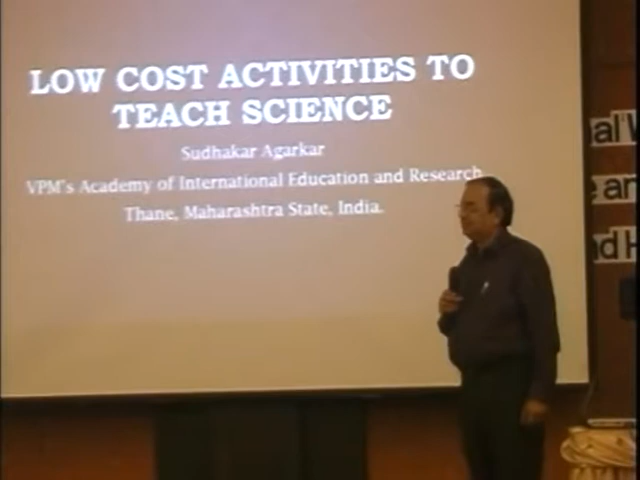 LOW COST ACTIVITIES TO
TEACH SCIENCE
Sudhakar Agarkar
VPM's Academy of International Education and Research
Thane, Maharashtra State, India.